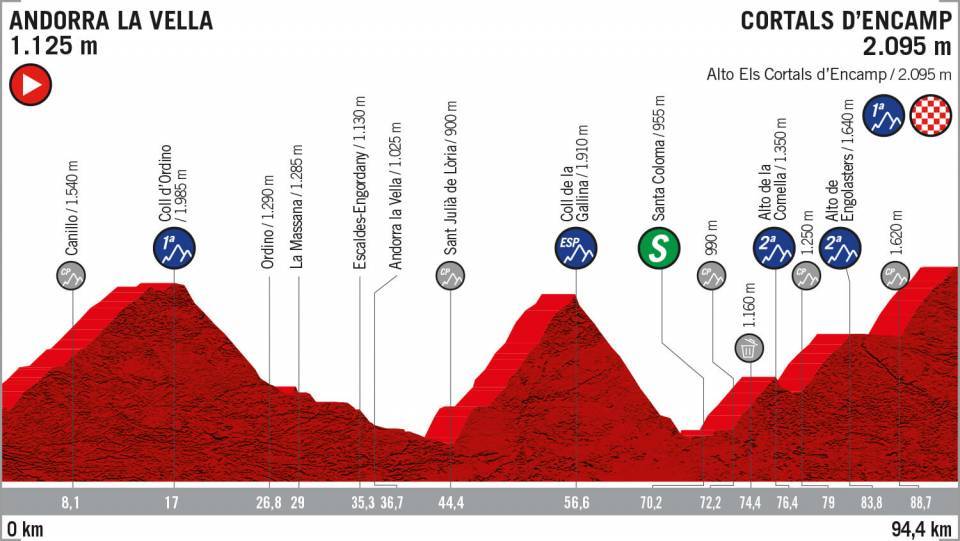 ANDORRA LA VELLA
1.125 m
CORTALS D'ENCAMP
2.095 m
Alto Els Cortals d'Encamp / 2.095 m
1ª
CP
Canillo / 1.540 m
1ª
Coll d'Ordino
/ 1.985 m
Ordino / 1.290 m
La Massana / 1.285 m
Escaldes-Engordany / 1.130 m
Andorra la Vella / 1.025 m
CP
Sant Julià de Lòria / 900 m
ESP
Coll de la
Gallina / 1.910 m
S
Santa Coloma / 955 m
CP
990 m
1.160 m
2ª
Alto de la
Comella / 1.350 m
CP
1.250 m
2ª
Alto de
Engolasters / 1.640 m
CP
1.620 m
8,1
17
26,8
29
35,3
36,7
44,4
56,6
70,2
72,2
74,4
76,4
79
83,8
88,7
0 km
94,4 km